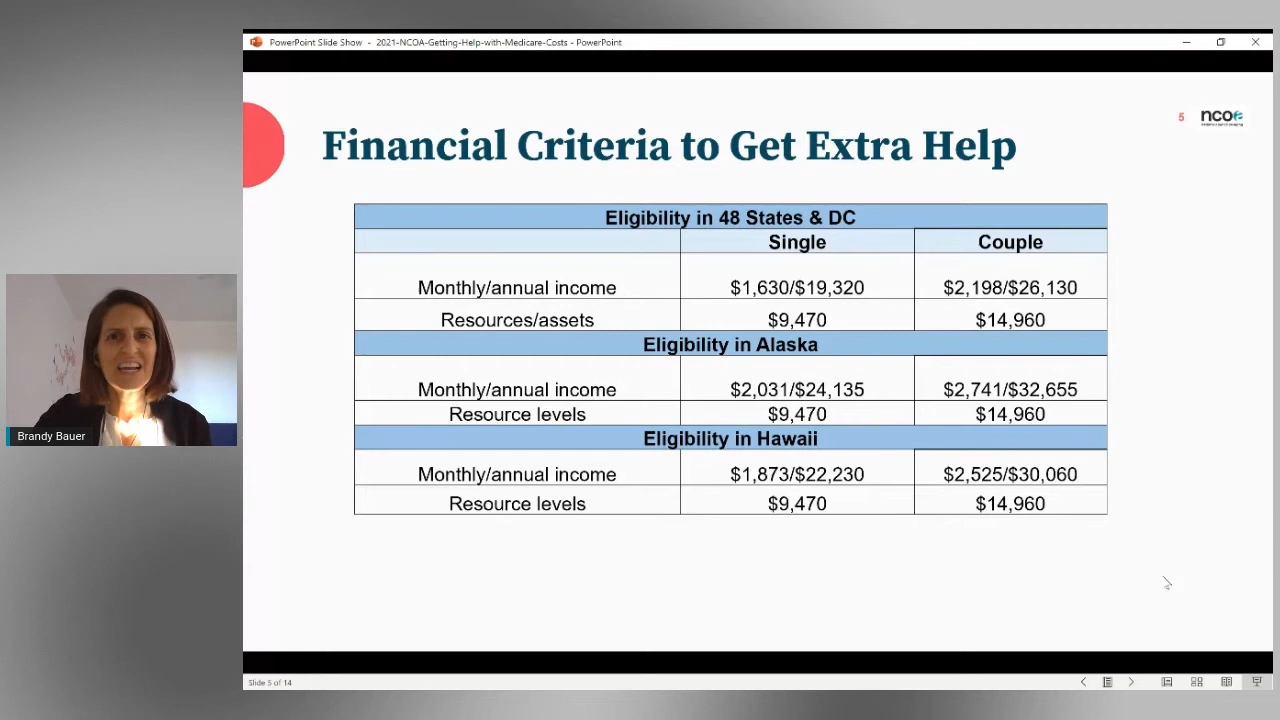 PowerPoint Slide Show - 2021-NCOA-Getting-Help-with-Medicare-Costs - PowerPoint
5 ncoa
Financial Criteria to Get Extra Help
Eligibility in 48 States & DC
Single Couple
Monthly/annual income $1,630/$19,320 $2,198/$26,130
Resources/assets $9,470 $14,960
Eligibility in Alaska
Monthly/annual income $2,031/$24,135 $2,741/$32,655
Resource levels $9,470 $14,960
Eligibility in Hawaii
Monthly/annual income $1,873/$22,230 $2,525/$30,060
Resource levels $9,470 $14,960
Brandy Bauer
Slide 5 of 14